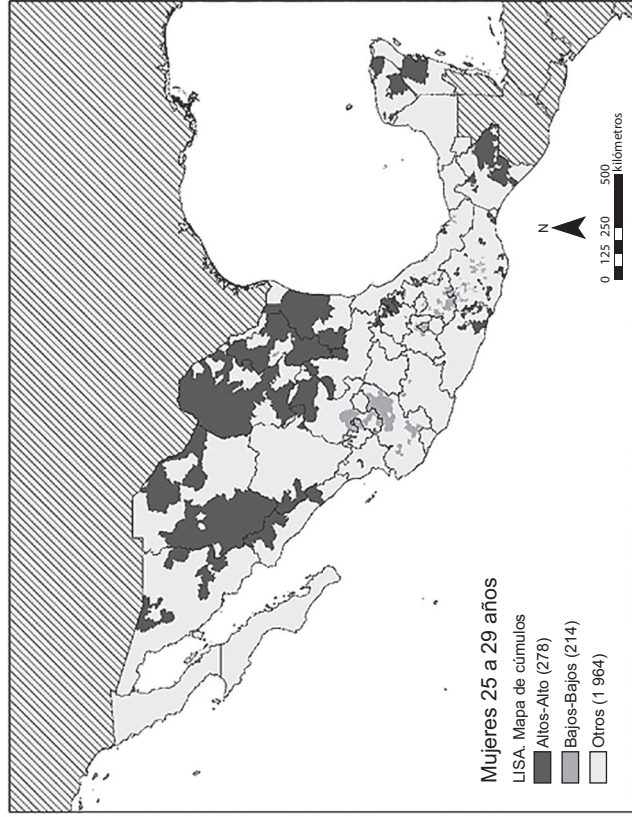 Mujeres 25 a 29 años
LISA. Mapa de cúmulos
Altos-Alto (278)
Bajos-Bajos (214)
Otros (1 964)
N
0 125 250 500
kilómetros